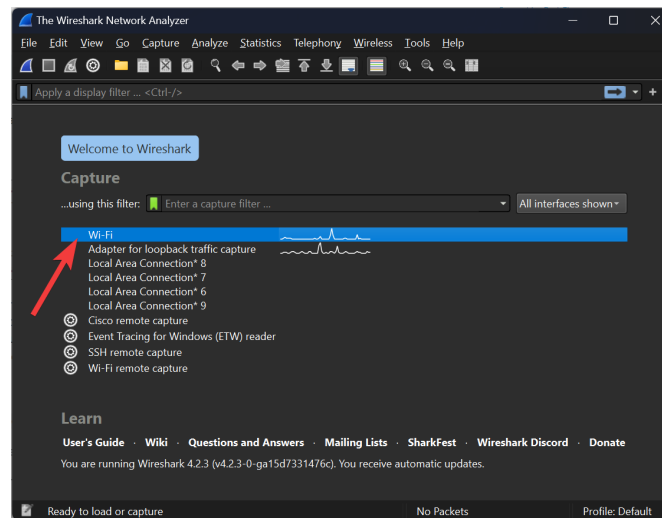 The Wireshark Network Analyzer
File Edit View Go Capture Analyze Statistics Telephony Wireless Tools Help
Apply a display filter ... <Ctrl-/>
Welcome to Wireshark
Capture
...using this filter: Enter a capture filter ... All interfaces shown
Wi-Fi
Adapter for loopback traffic capture
Local Area Connection* 8
Local Area Connection* 7
Local Area Connection* 6
Local Area Connection* 9
Cisco remote capture
Event Tracing for Windows (ETW) reader
SSH remote capture
Wi-Fi remote capture
Learn
User's Guide · Wiki · Questions and Answers · Mailing Lists · SharkFest · Wireshark Discord · Donate
You are running Wireshark 4.2.3 (v4.2.3-0-ga15d7331476c). You receive automatic updates.
Ready to load or capture No Packets Profile: Default